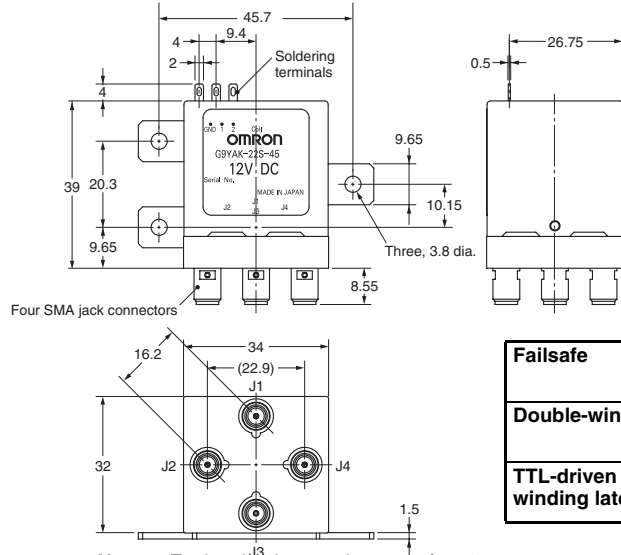 45.7
4
9.4
2
Soldering terminals
4
26.75
0.5
GND 1 2 Coil
OMRON
G9YAK-22S-45
12V DC
Serial No.
MADE IN JAPAN
J1
J2 J3 J4
39
20.3
9.65
9.65
10.15
Three, 3.8 dia.
8.55
Four SMA jack connectors
16.2
34
(22.9)
J1
32
J2
J4
J3
1.5
Failsafe
Double-win
TTL-driven
winding late